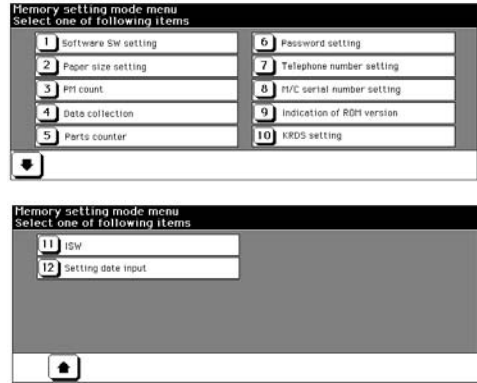 Memory setting mode menu
Select one of following items
1 Software SW setting
2 Paper size setting
3 PM count
4 Data collection
5 Parts counter
6 Password setting
7 Telephone number setting
8 M/C serial number setting
9 Indication of ROM version
10 KRDS setting
Memory setting mode menu
Select one of following items
11 ISW
12 Setting date input